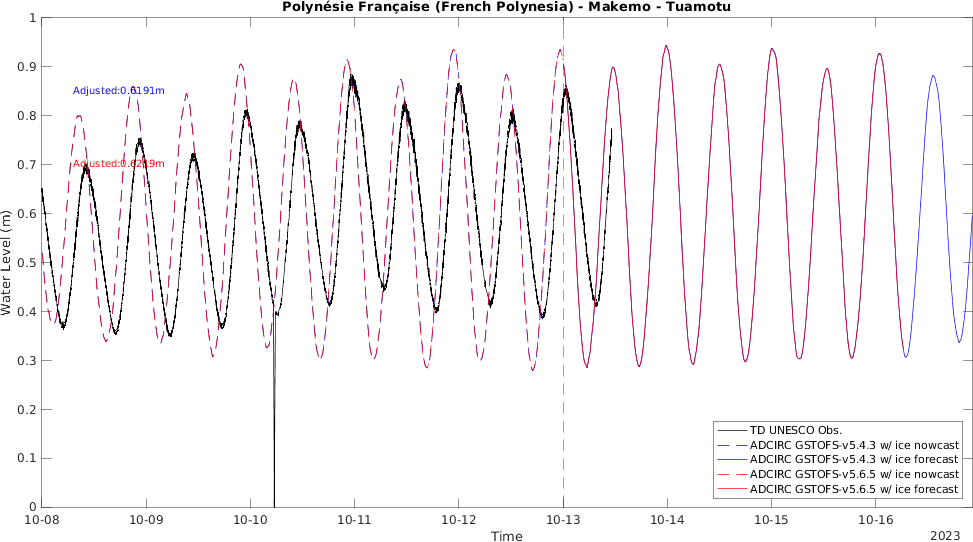 Polynésie Française (French Polynesia) - Makemo - Tuamotu
1
0.9
0.8
0.7
0.6
0.5
0.4
0.3
0.2
0.1
0
Water Level (m)
Adjusted:0.6191m
Adjusted:0.6219m
TD UNESCO Obs.
ADCIRC GSTOFS-v5.4.3 w/ ice nowcast
ADCIRC GSTOFS-v5.4.3 w/ ice forecast
ADCIRC GSTOFS-v5.6.5 w/ ice nowcast
ADCIRC GSTOFS-v5.6.5 w/ ice forecast
10-08 10-09 10-10 10-11 10-12 10-13 10-14 10-15 10-16
Time
2023